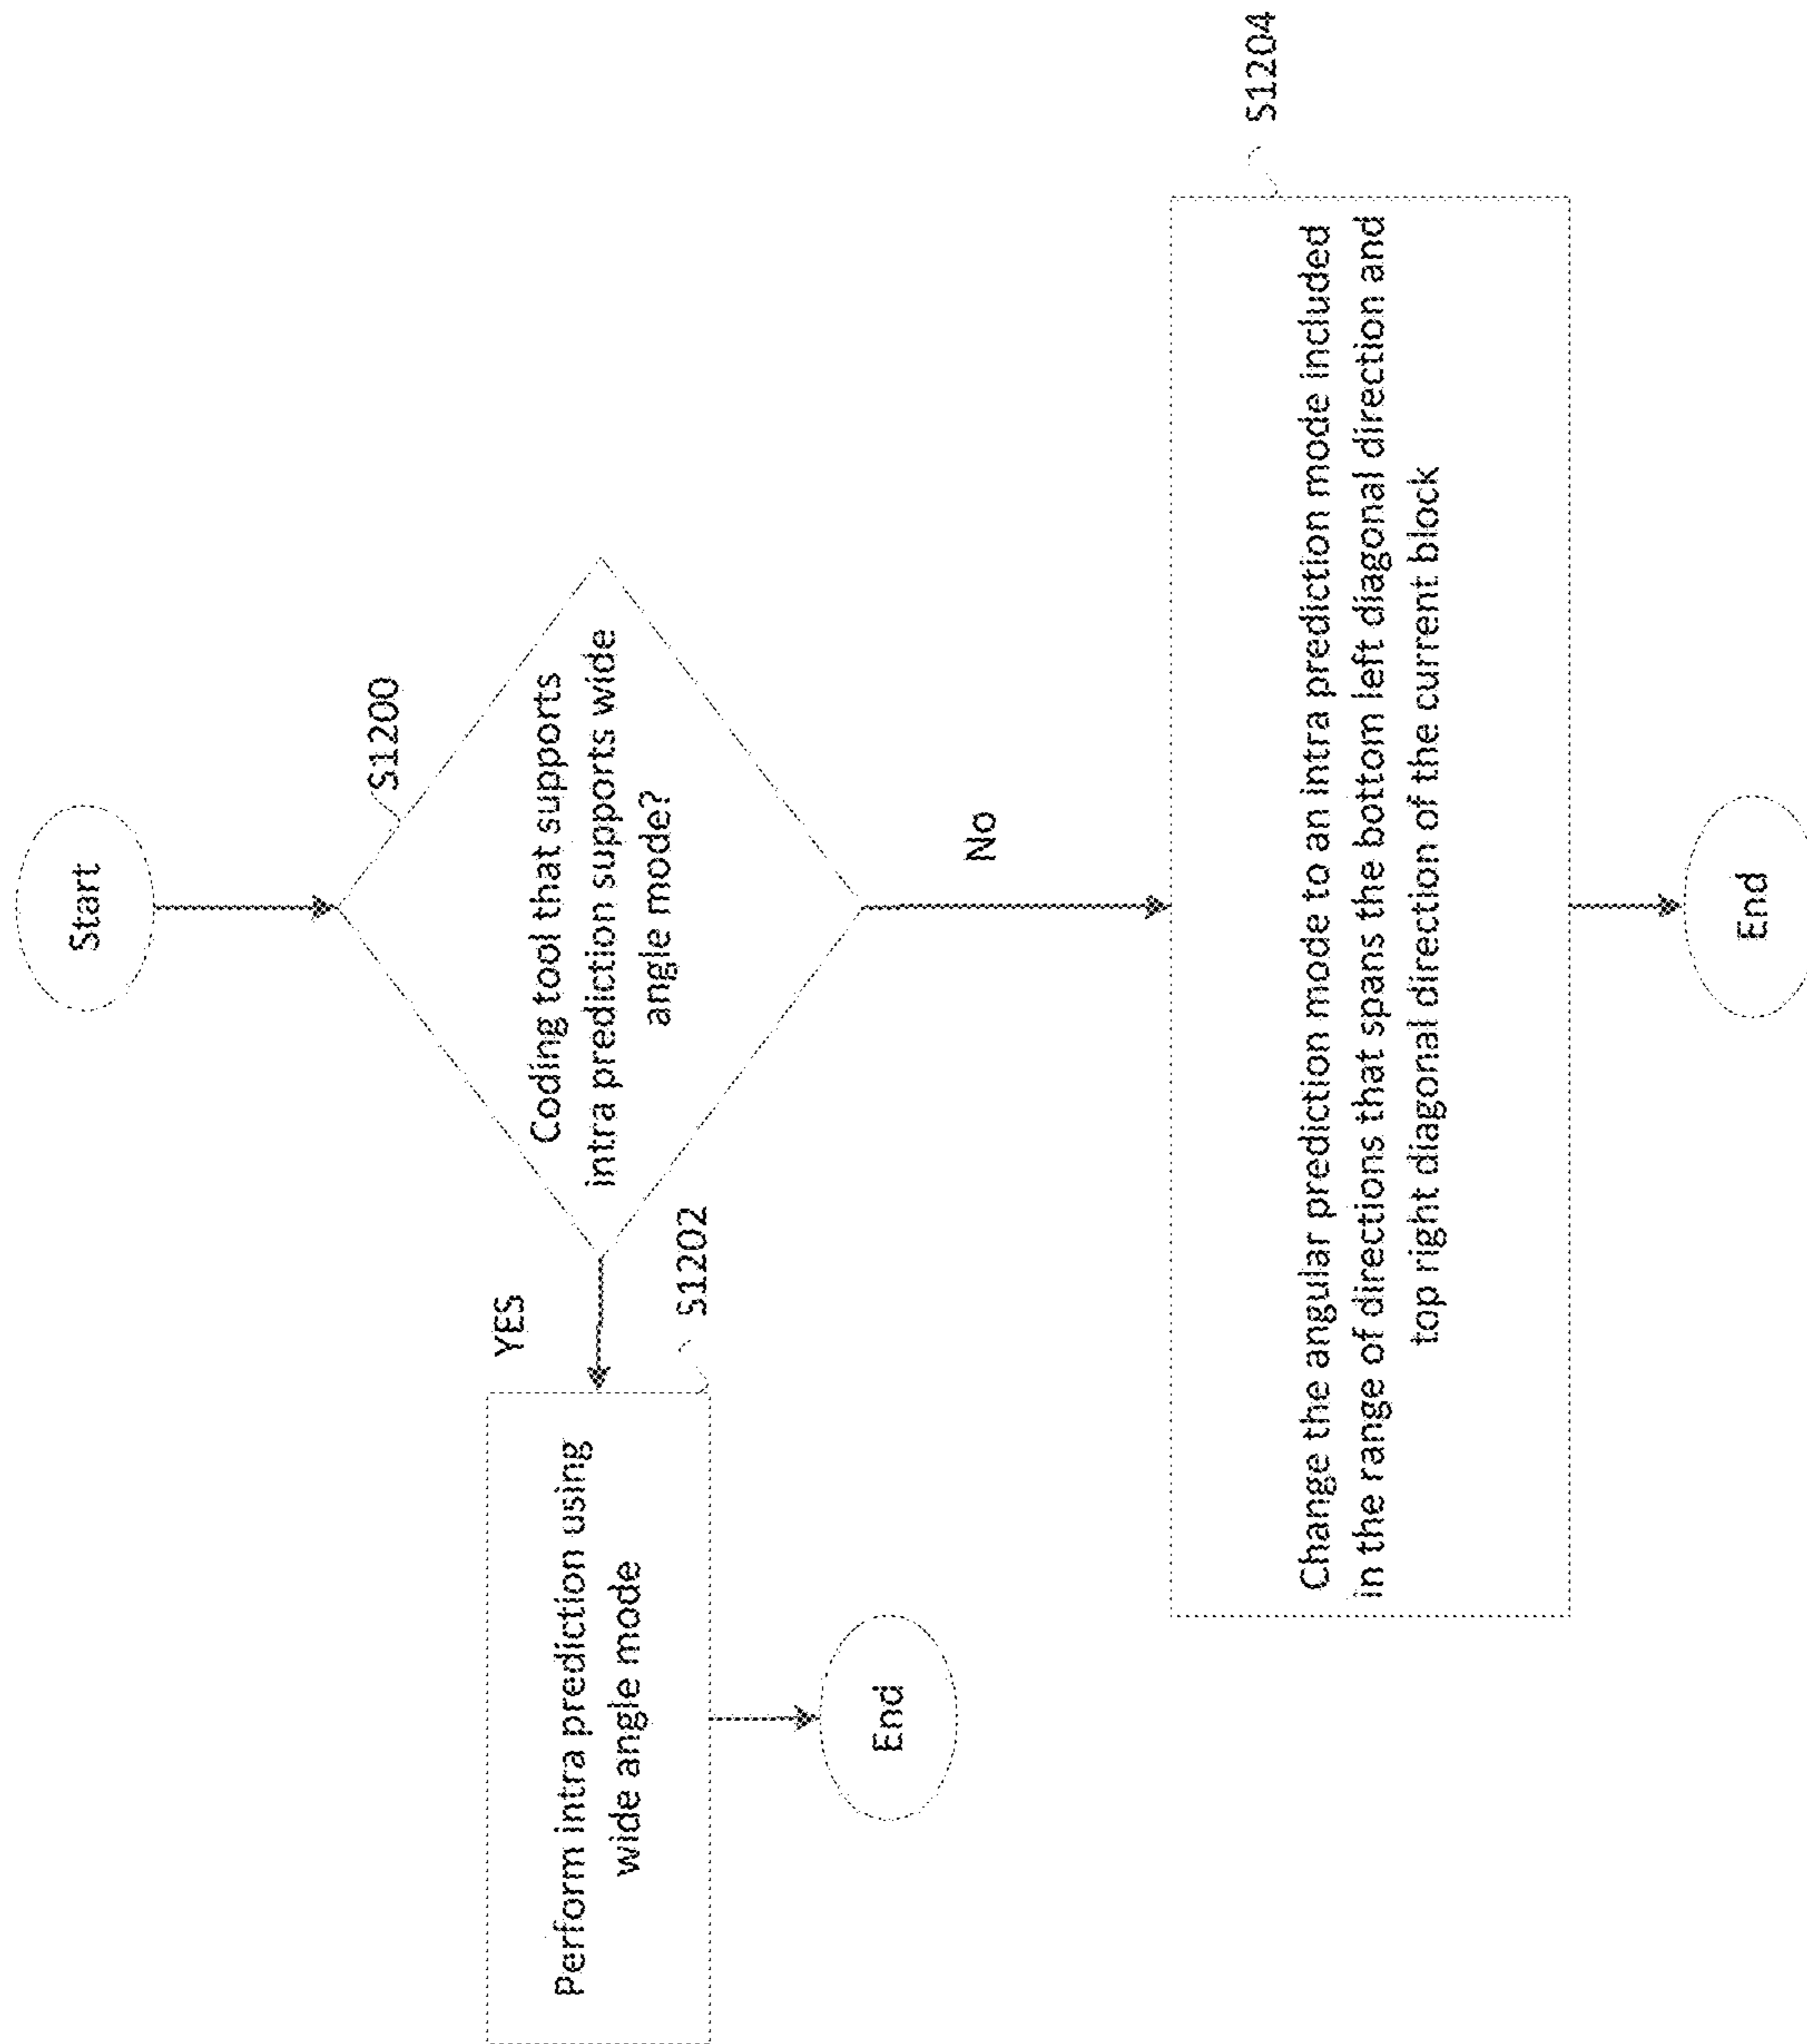 Start
S1200
Coding tool that supports
intra prediction supports wide
angle mode?
YES
S1202
Perform intra prediction using
wide angle mode
End
No
S1204
Change the angular prediction mode to an intra prediction mode included
in the range of directions that spans the bottom left diagonal direction and
top right diagonal direction of the current block
End